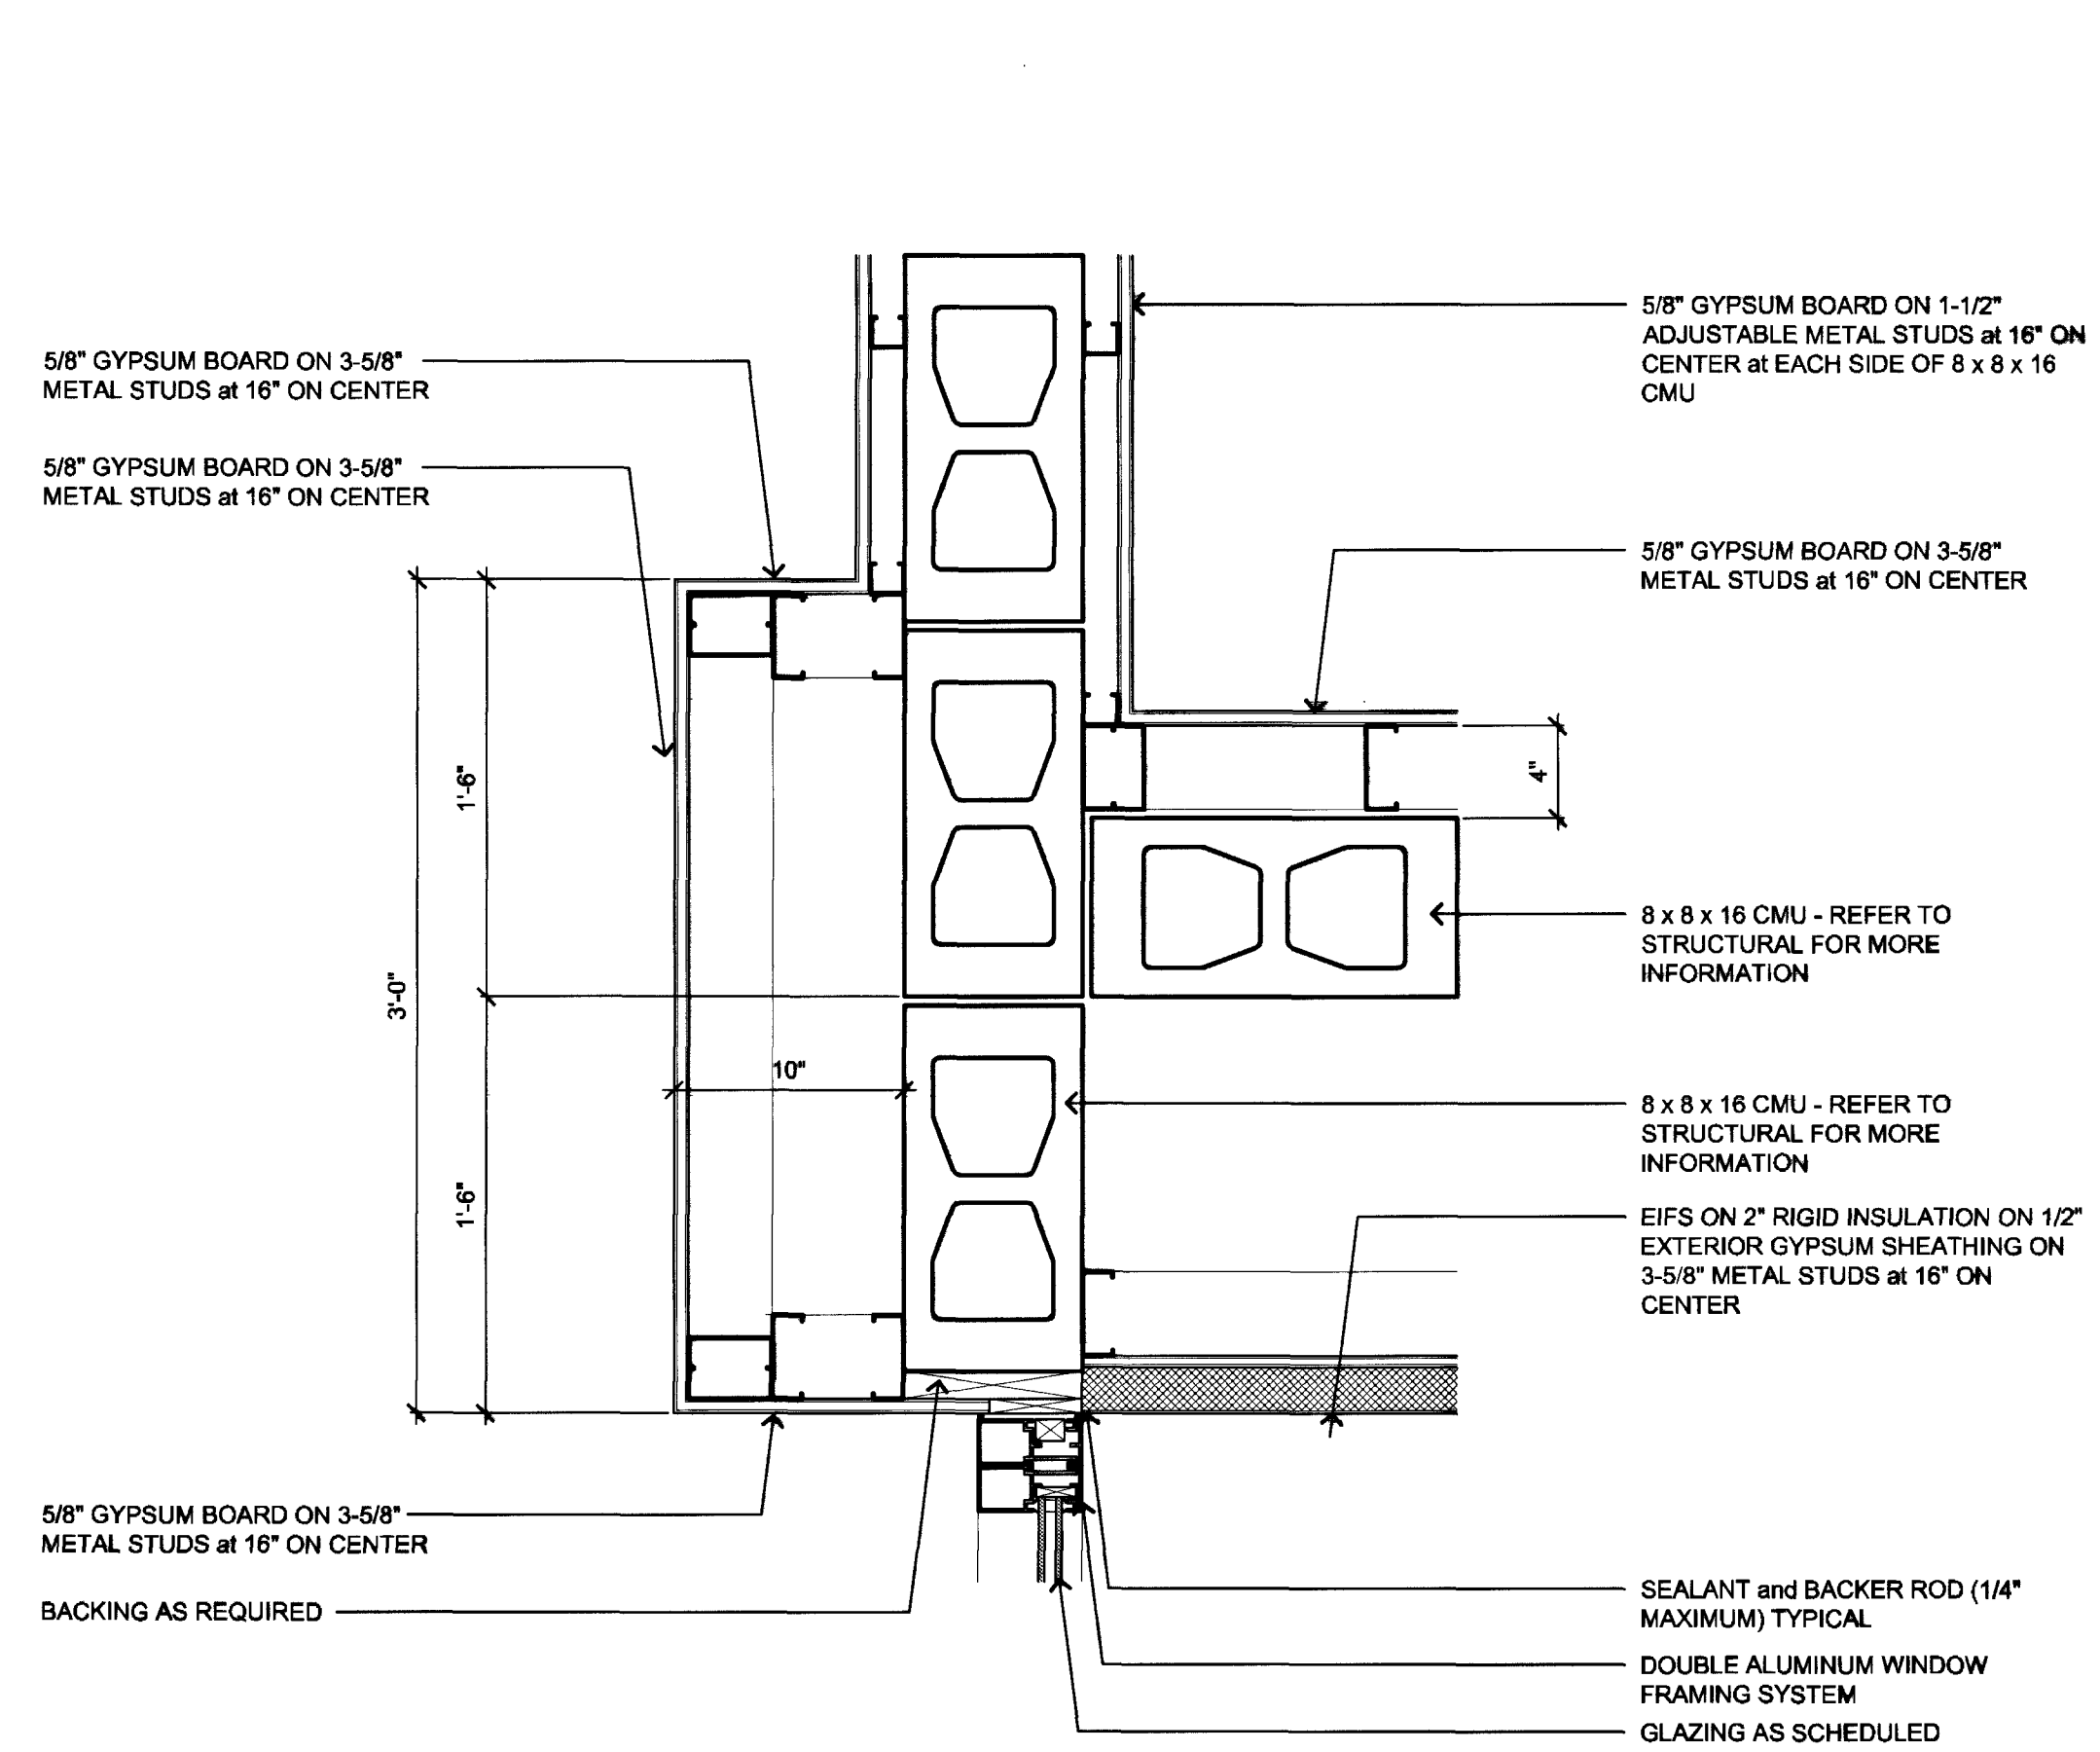 5/8" GYPSUM BOARD ON 1-1/2"
ADJUSTABLE METAL STUDS at 16" ON
CENTER at EACH SIDE OF 8 x 8 x 16
CMU
5/8" GYPSUM BOARD ON 3-5/8"
METAL STUDS at 16" ON CENTER
5/8" GYPSUM BOARD ON 3-5/8"
METAL STUDS at 16" ON CENTER
5/8" GYPSUM BOARD ON 3-5/8"
METAL STUDS at 16" ON CENTER
1'-6"
4"
3'-0"
8 x 8 x 16 CMU - REFER TO
STRUCTURAL FOR MORE
INFORMATION
10"
8 x 8 x 16 CMU - REFER TO
STRUCTURAL FOR MORE
INFORMATION
1'-6"
EIFS ON 2" RIGID INSULATION ON 1/2"
EXTERIOR GYPSUM SHEATHING ON
3-5/8" METAL STUDS at 16" ON
CENTER
5/8" GYPSUM BOARD ON 3-5/8"
METAL STUDS at 16" ON CENTER
BACKING AS REQUIRED
SEALANT and BACKER ROD (1/4"
MAXIMUM) TYPICAL
DOUBLE ALUMINUM WINDOW
FRAMING SYSTEM
GLAZING AS SCHEDULED